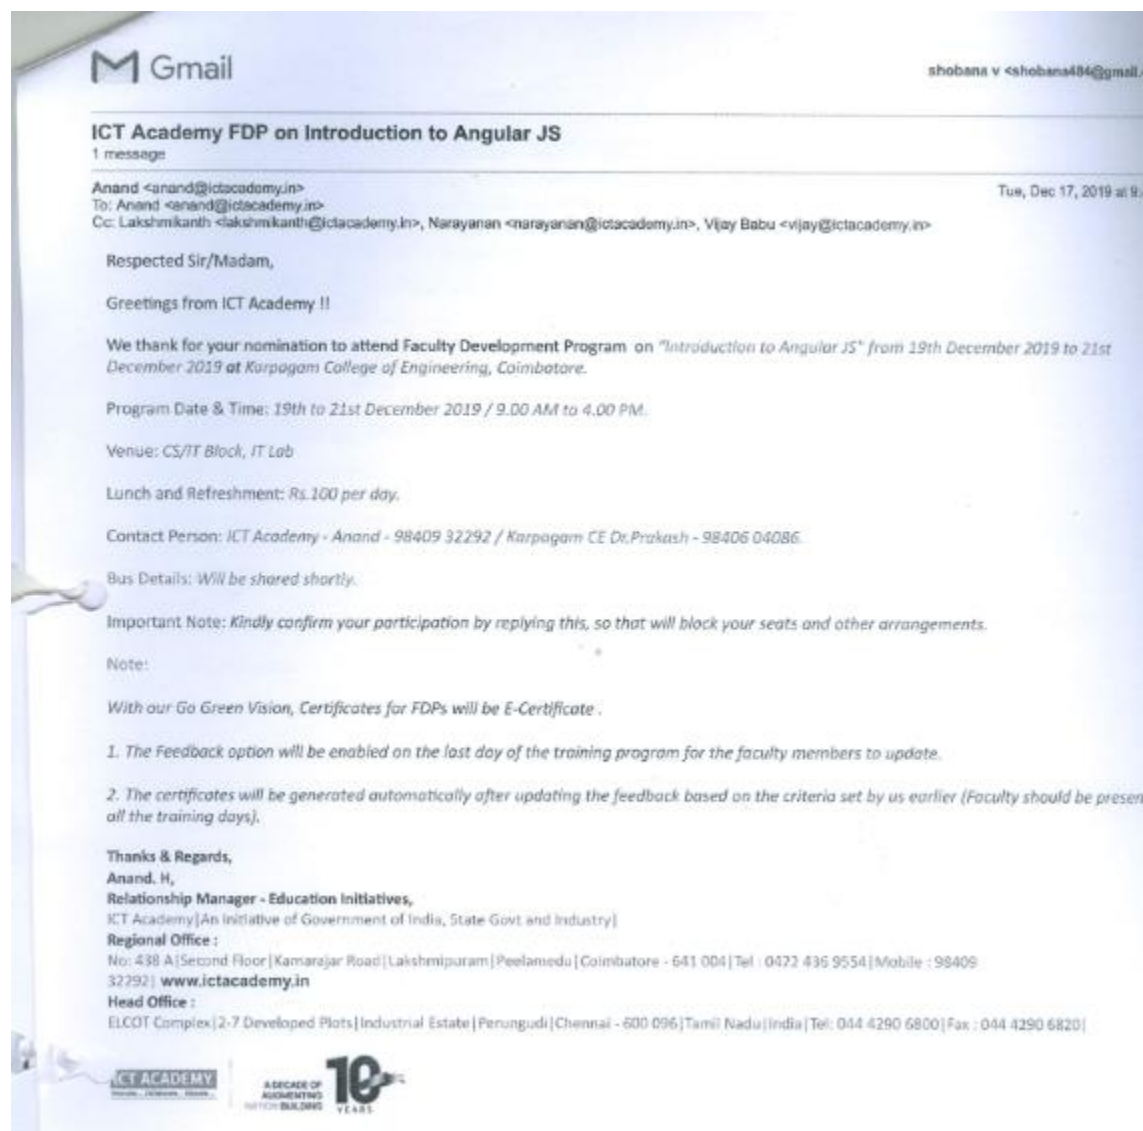 Gmail
shobana v <shobana484@gmail.
ICT Academy FDP on Introduction to Angular JS
1 message
Anand <anand@ictacademy.in>
Tue, Dec 17, 2019 at 9.
To: Anand <anand@ictacademy.in>
Cc: Lakshmikanth <lakshmikanth@ictacademy.in>, Narayanan <narayanan@ictacademy.in>, Vijay Babu <vijay@ictacademy.in>
Respected Sir/Madam,
Greetings from ICT Academy !!
We thank for your nomination to attend Faculty Development Program on "Introduction to Angular JS" from 19th December 2019 to 21st
December 2019 at Karpagam College of Engineering, Coimbatore.
Program Date & Time: 19th to 21st December 2019 / 9.00 AM to 4.00 PM.
Venue: CS/IT Block, IT Lab
Lunch and Refreshment: Rs.100 per day.
Contact Person: ICT Academy - Anand - 98409 32292 / Karpagam CE Dr.Prakash - 98406 04086.
Bus Details: Will be shared shortly.
Important Note: Kindly confirm your participation by replying this, so that will block your seats and other arrangements.
Note:
With our Go Green Vision, Certificates for FDPs will be E-Certificate .
1. The Feedback option will be enabled on the last day of the training program for the faculty members to update.
2. The certificates will be generated automatically after updating the feedback based on the criteria set by us earlier (Faculty should be presen
all the training days).
Thanks & Regards,
Anand. H,
Relationship Manager - Education Initiatives,
ICT Academy|An Initiative of Government of India, State Govt and Industry|
Regional Office :
No: 438 A|Second Floor|Kamarajar Road|Lakshmipuram|Peelamedu|Coimbatore - 641 004|Tel : 0422 436 9554|Mobile : 98409
32292| www.ictacademy.in
Head Office :
ELCOT Complex|2-7 Developed Plots|Industrial Estate|Perungudi|Chennai - 600 096|Tamil Nadu|India|Tel: 044 4290 6800|Fax : 044 4290 6820|
ICT ACADEMY
A DECADE OF
AUGMENTING
NATION BUILDING
10
YEARS